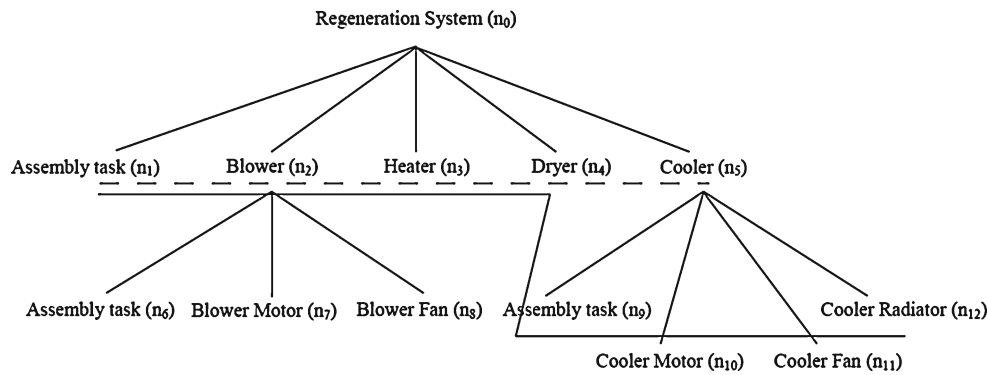 Regeneration System (n₀)
Assembly task (n₁) Blower (n₂) Heater (n₃) Dryer (n₄) Cooler (n₅)
Assembly task (n₆) Blower Motor (n₇) Blower Fan (n₈) Assembly task (n₉) Cooler Radiator (n₁₂)
Cooler Motor (n₁₀) Cooler Fan (n₁₁)